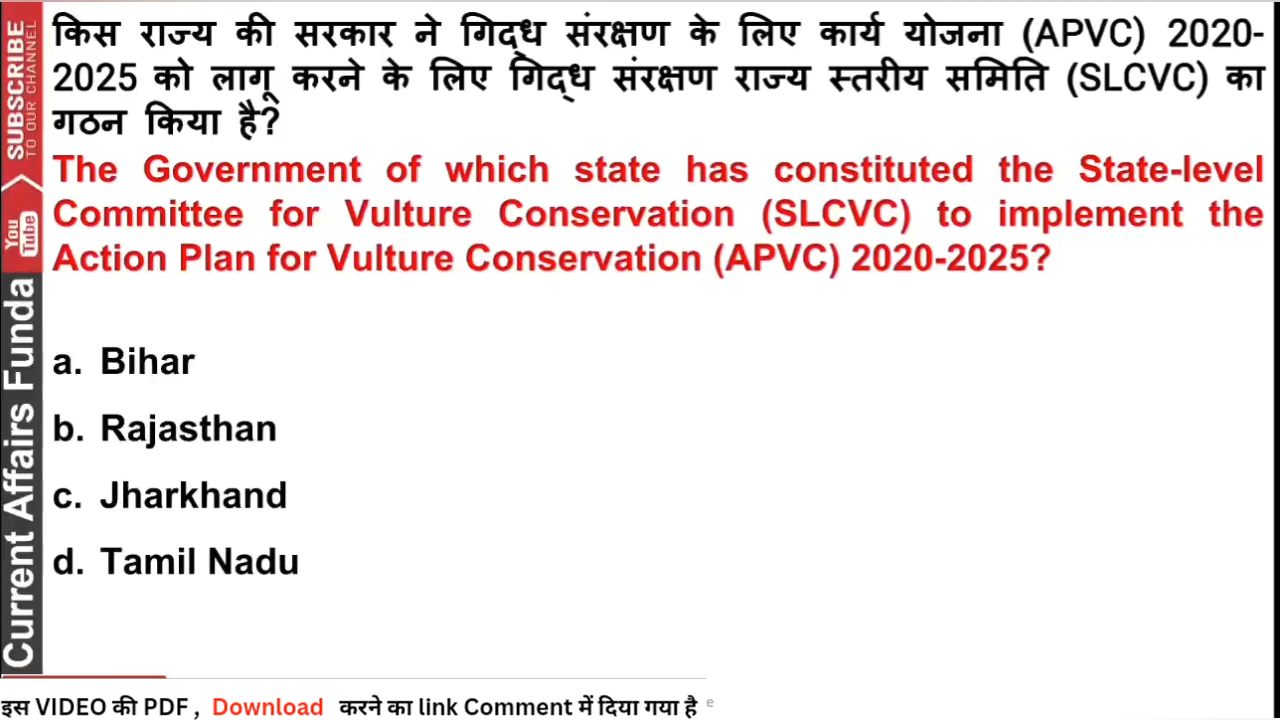 किस राज्य की सरकार ने गिद्ध संरक्षण के लिए कार्य योजना (APVC) 2020-
2025 को लागू करने के लिए गिद्ध संरक्षण राज्य स्तरीय समिति (SLCVC) का
गठन किया है?
The Government of which state has constituted the State-level
Committee for Vulture Conservation (SLCVC) to implement the
Action Plan for Vulture Conservation (APVC) 2020-2025?
a. Bihar
b. Rajasthan
c. Jharkhand
d. Tamil Nadu
SUBSCRIBE
TO OUR CHANNEL
You
Tube
Current Affairs Funda
इस VIDEO की PDF , Download करने का link Comment में दिया गया है e